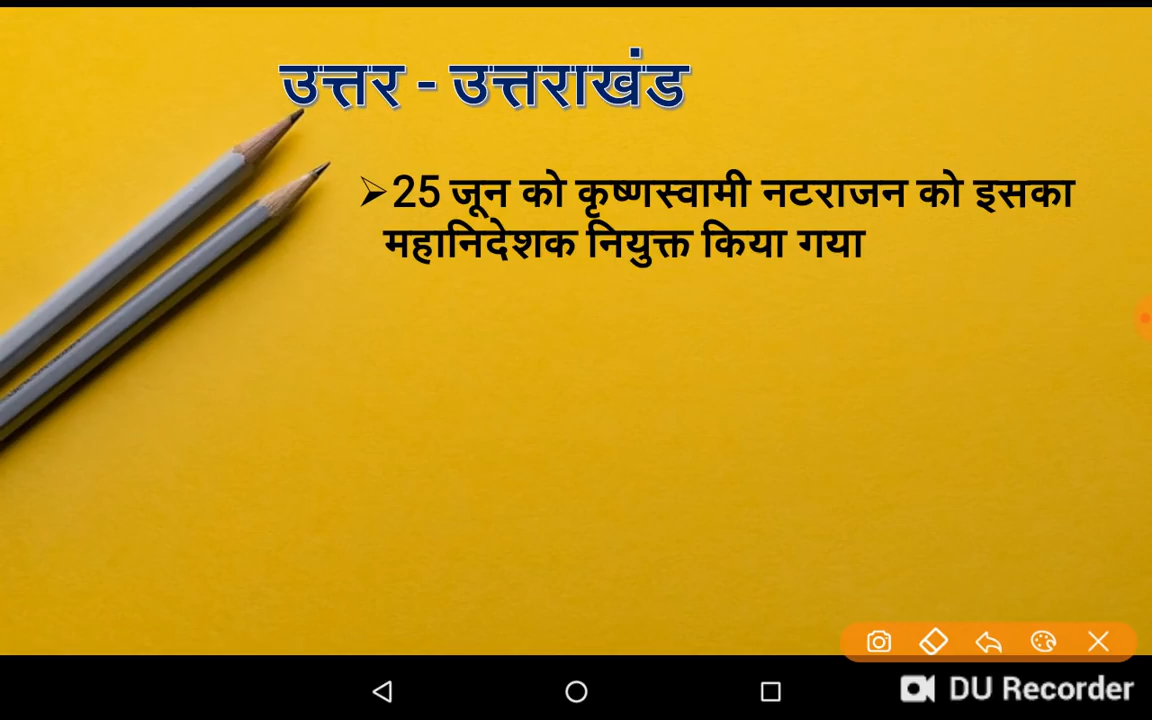 उत्तर - उत्तराखंड
➢25 जून को कृष्णस्वामी नटराजन को इसका
महानिदेशक नियुक्त किया गया
DU Recorder